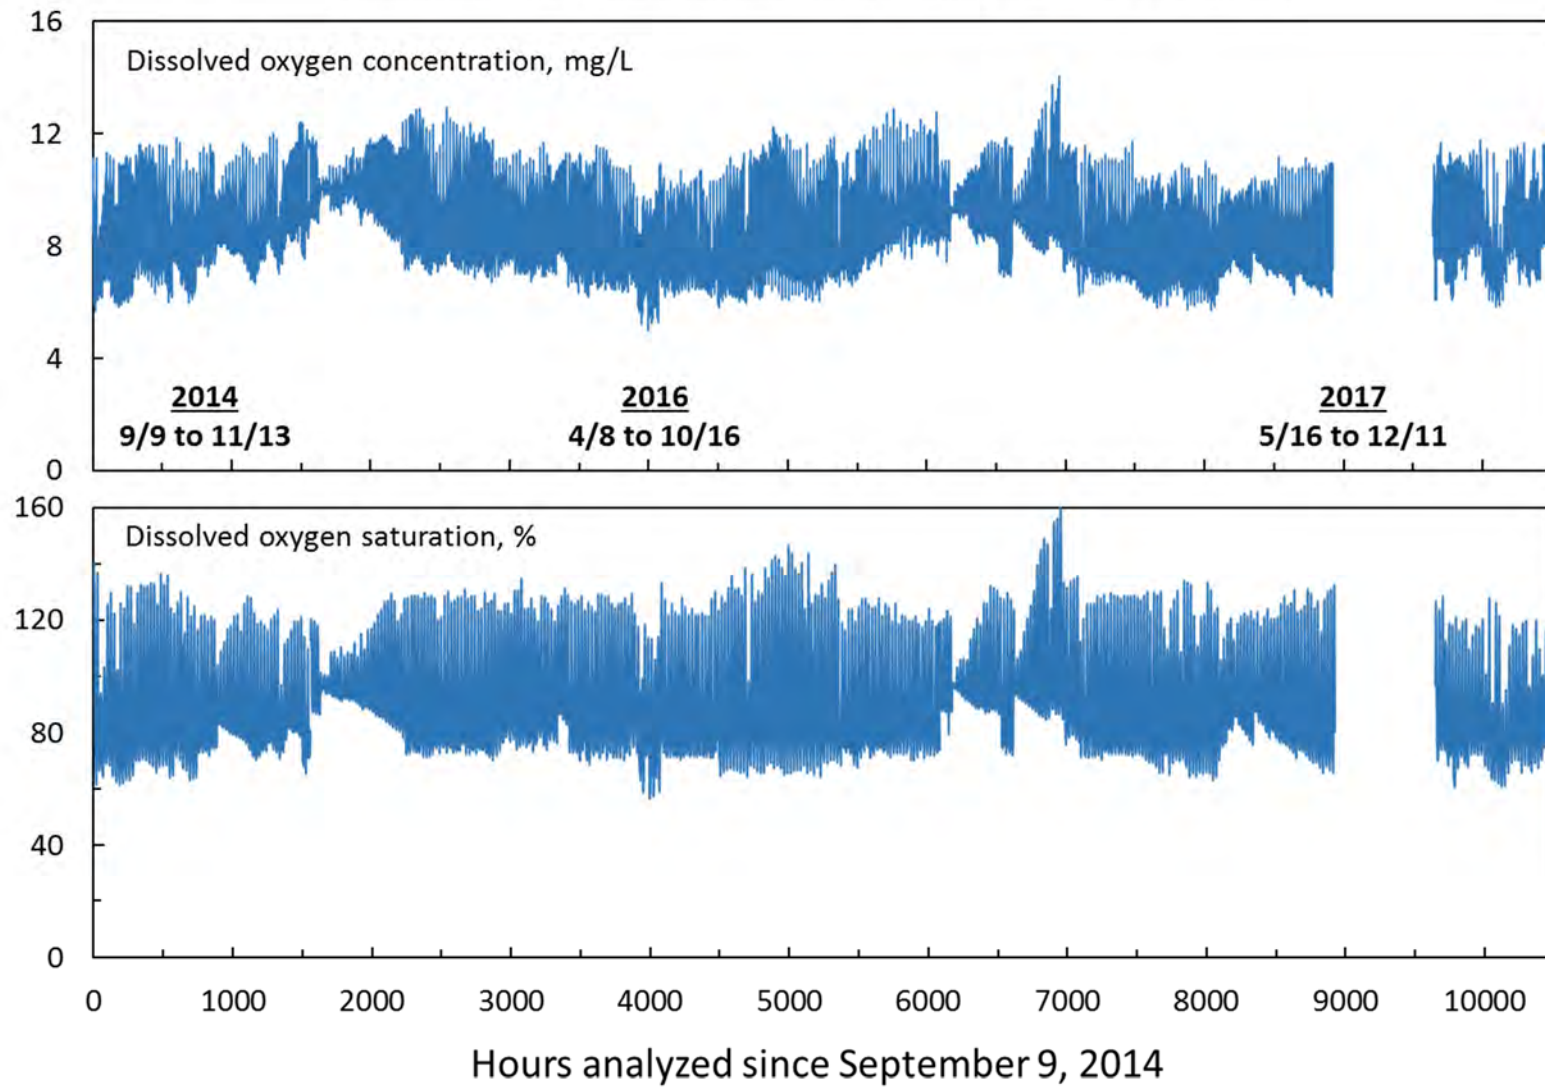 16
Dissolved oxygen concentration, mg/L
12
8
4
2014 2016 2017
9/9 to 11/13 4/8 to 10/16 5/16 to 12/11
0
160
Dissolved oxygen saturation, %
120
80
40
0
0 1000 2000 3000 4000 5000 6000 7000 8000 9000 10000
Hours analyzed since September 9, 2014